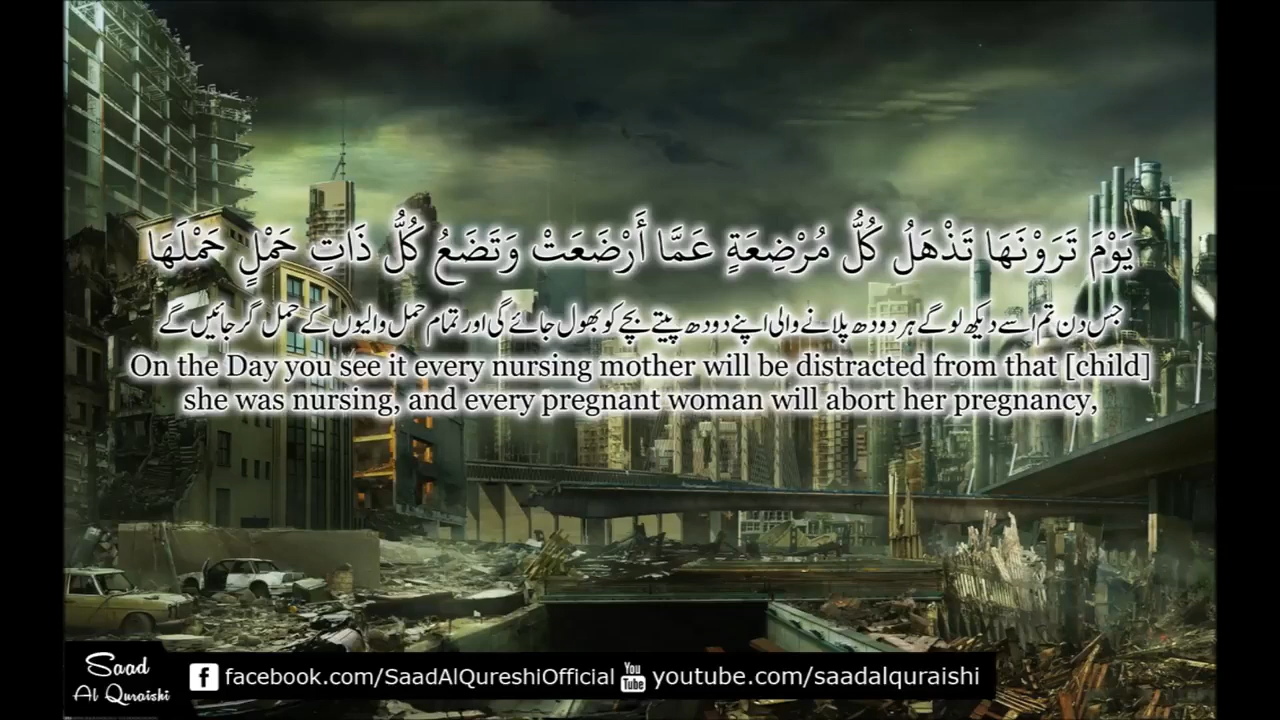 يَوْمَ تَرَوْنَهَا تَذْهَلُ كُلُّ مُرْضِعَةٍ عَمَّا أَرْضَعَتْ وَتَضَعُ كُلُّ ذَاتِ حَمْلٍ حَمْلَهَا
جس دن تم اسے دیکھ لو گے ہر دودھ پلانے والی اپنے دودھ پیتے بچے کو بھول جائے گی اور تمام حمل والیوں کے حمل گر جائیں گے
On the Day you see it every nursing mother will be distracted from that [child]
she was nursing, and every pregnant woman will abort her pregnancy,
Saad
Al Quraishi
f facebook.com/SaadAlQureshiOfficial You Tube youtube.com/saadalquraishi